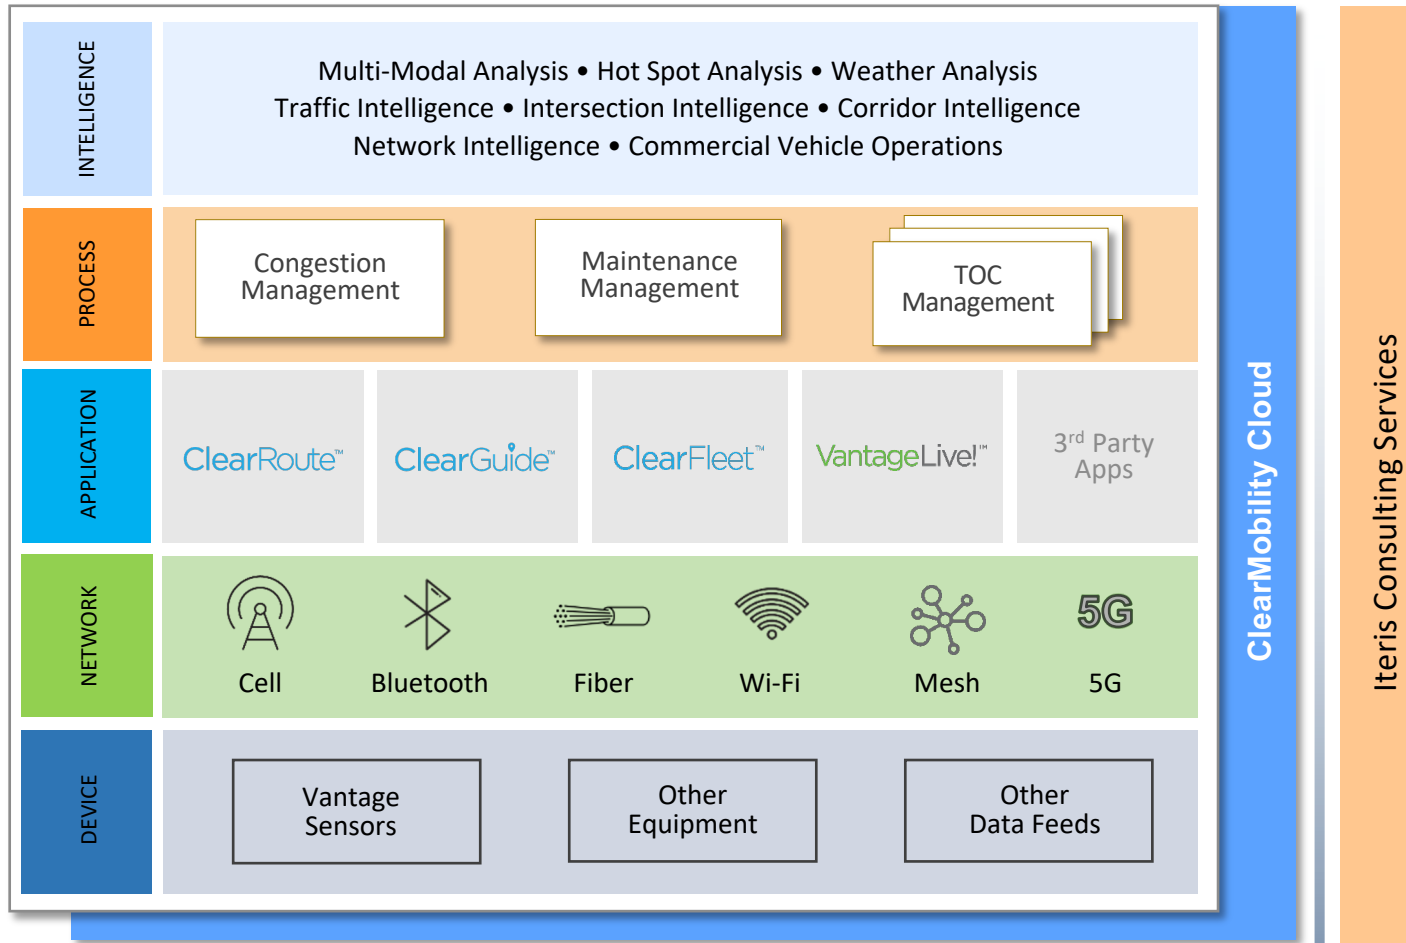 INTELLIGENCE
Multi-Modal Analysis • Hot Spot Analysis • Weather Analysis
Traffic Intelligence • Intersection Intelligence • Corridor Intelligence
Network Intelligence • Commercial Vehicle Operations
PROCESS
Congestion
Management
Maintenance
Management
TOC
Management
APPLICATION
ClearRoute™
ClearGuide™
ClearFleet™
VantageLive!™
3rd Party
Apps
NETWORK
5G
Cell
Bluetooth
Fiber
Wi-Fi
Mesh
5G
DEVICE
Vantage
Sensors
Other
Equipment
Other
Data Feeds
ClearMobility Cloud
Iteris Consulting Services